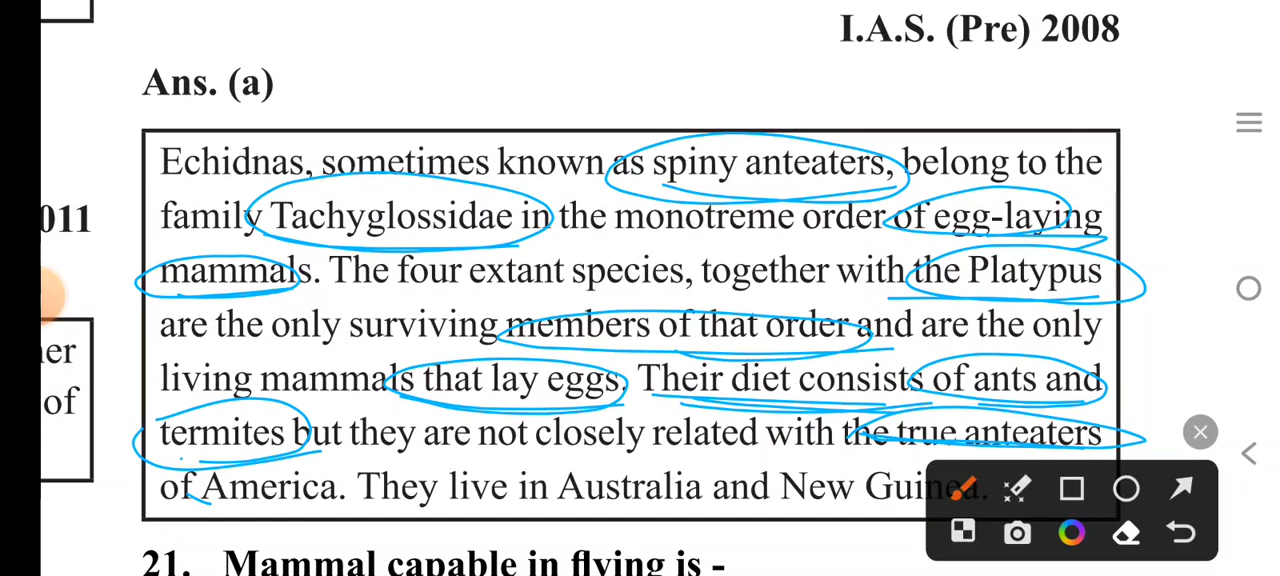 I.A.S. (Pre) 2008
Ans. (a)
Echidnas, sometimes known as spiny anteaters, belong to the
family Tachyglossidae in the monotreme order of egg-laying
mammals. The four extant species, together with the Platypus
are the only surviving members of that order and are the only
living mammals that lay eggs. Their diet consists of ants and
termites but they are not closely related with the true anteaters
of America. They live in Australia and New Guinea.
011
er
of
21. Mammal capable in flying is -